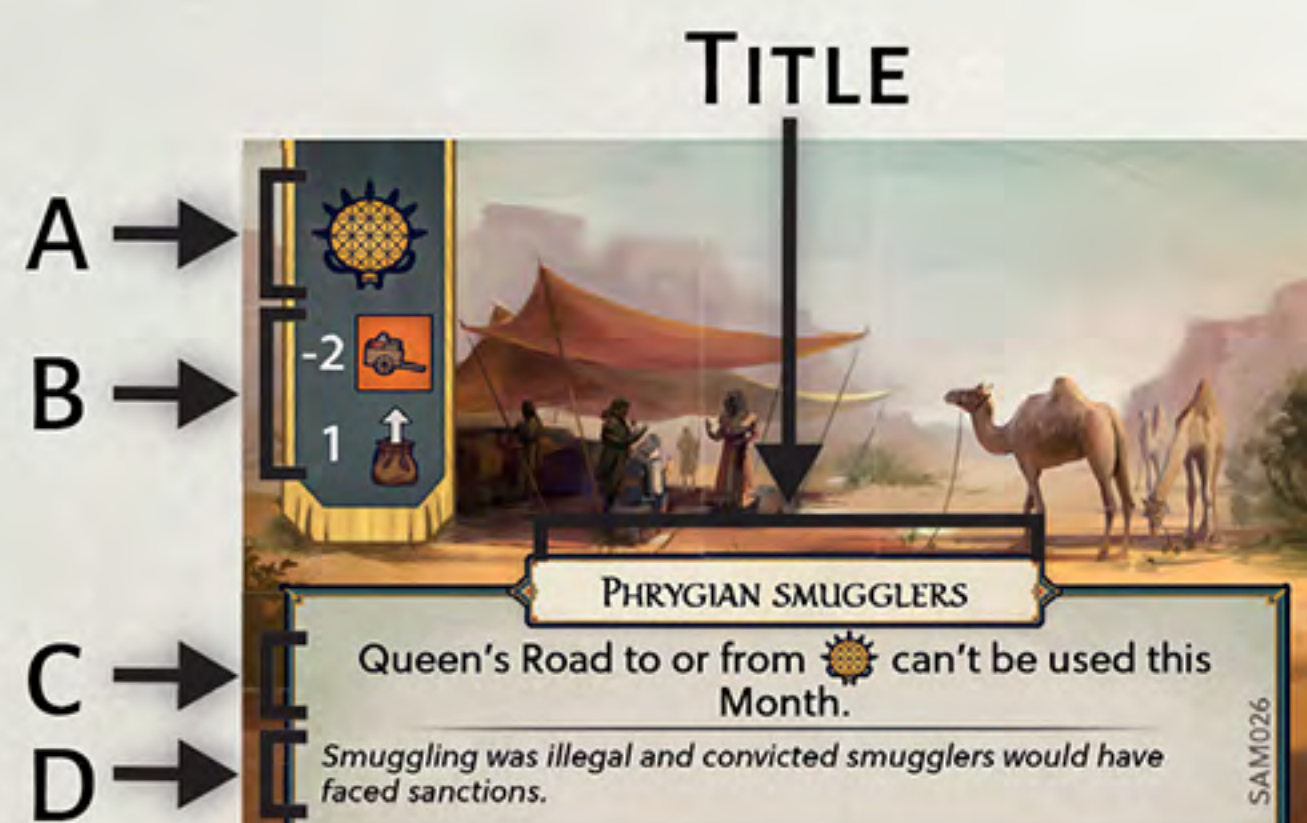 TITLE
A
B
-2
1
PHRYGIAN SMUGGLERS
C
Queen's Road to or from can't be used this
Month.
D
Smuggling was illegal and convicted smugglers would have
faced sanctions.
SAM026